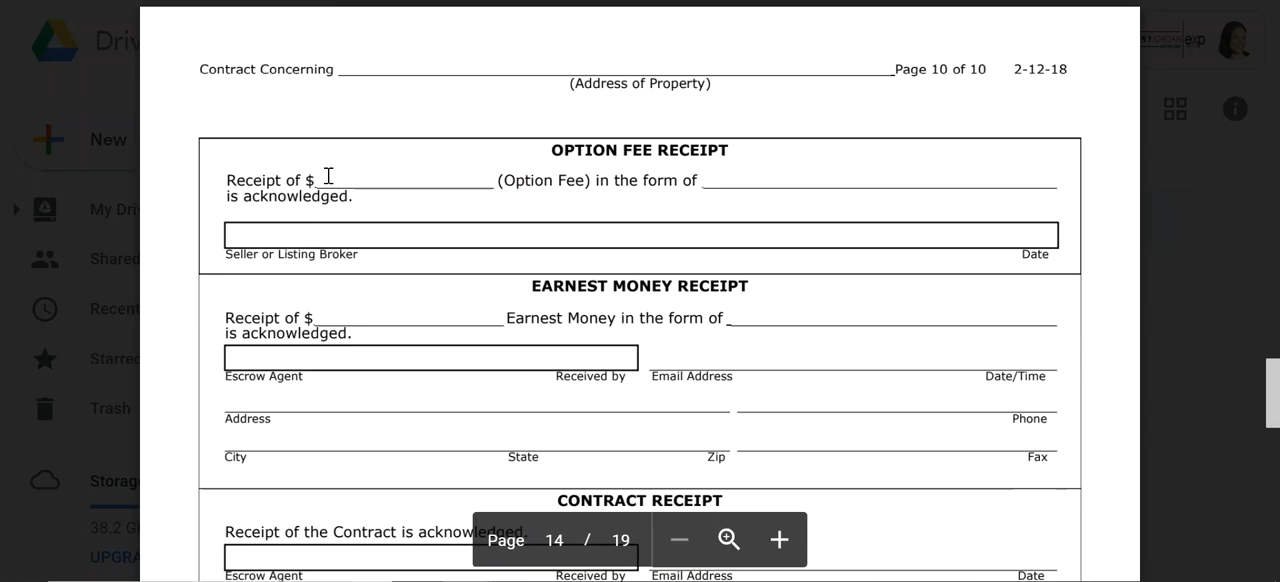 Driv
exp
Contract Concerning Page 10 of 10 2-12-18
(Address of Property)
New
OPTION FEE RECEIPT
Receipt of $ (Option Fee) in the form of
is acknowledged.
My Dri
Seller or Listing Broker Date
Shared
EARNEST MONEY RECEIPT
Recent
Receipt of $ Earnest Money in the form of
is acknowledged.
Starre
Escrow Agent Received by Email Address Date/Time
Trash
Address Phone
City State Zip Fax
Storag
CONTRACT RECEIPT
38.2 G
Receipt of the Contract is acknowledged.
Page 14 / 19
UPGRA
Escrow Agent Received by Email Address Date